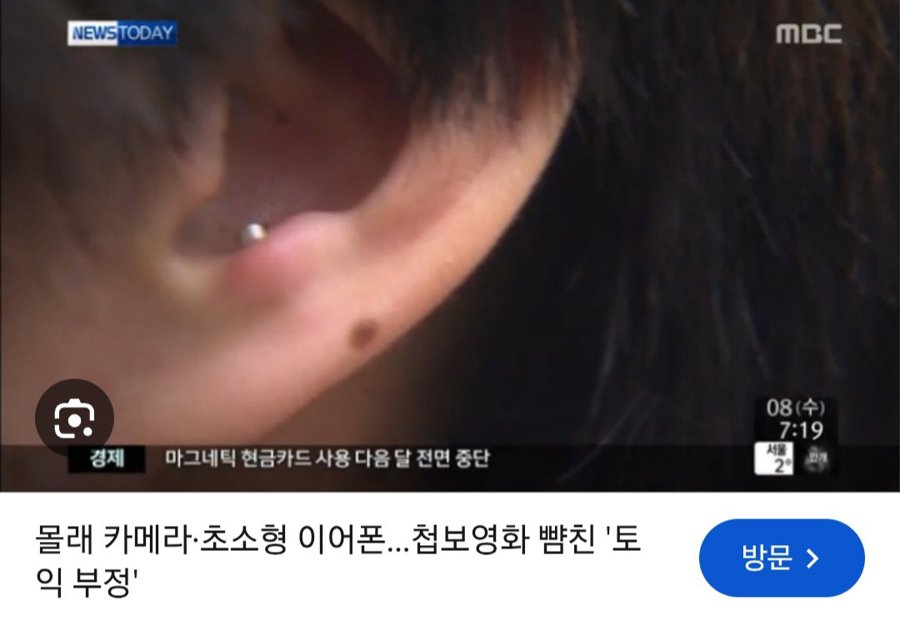 NEWSTODAY
MBC
08(수)
7:19
서울
2°
안개
경제 마그네틱 현금카드 사용 다음 달 전면 중단
몰래 카메라·초소형 이어폰...첩보영화 뺨친 '토
익 부정'
방문